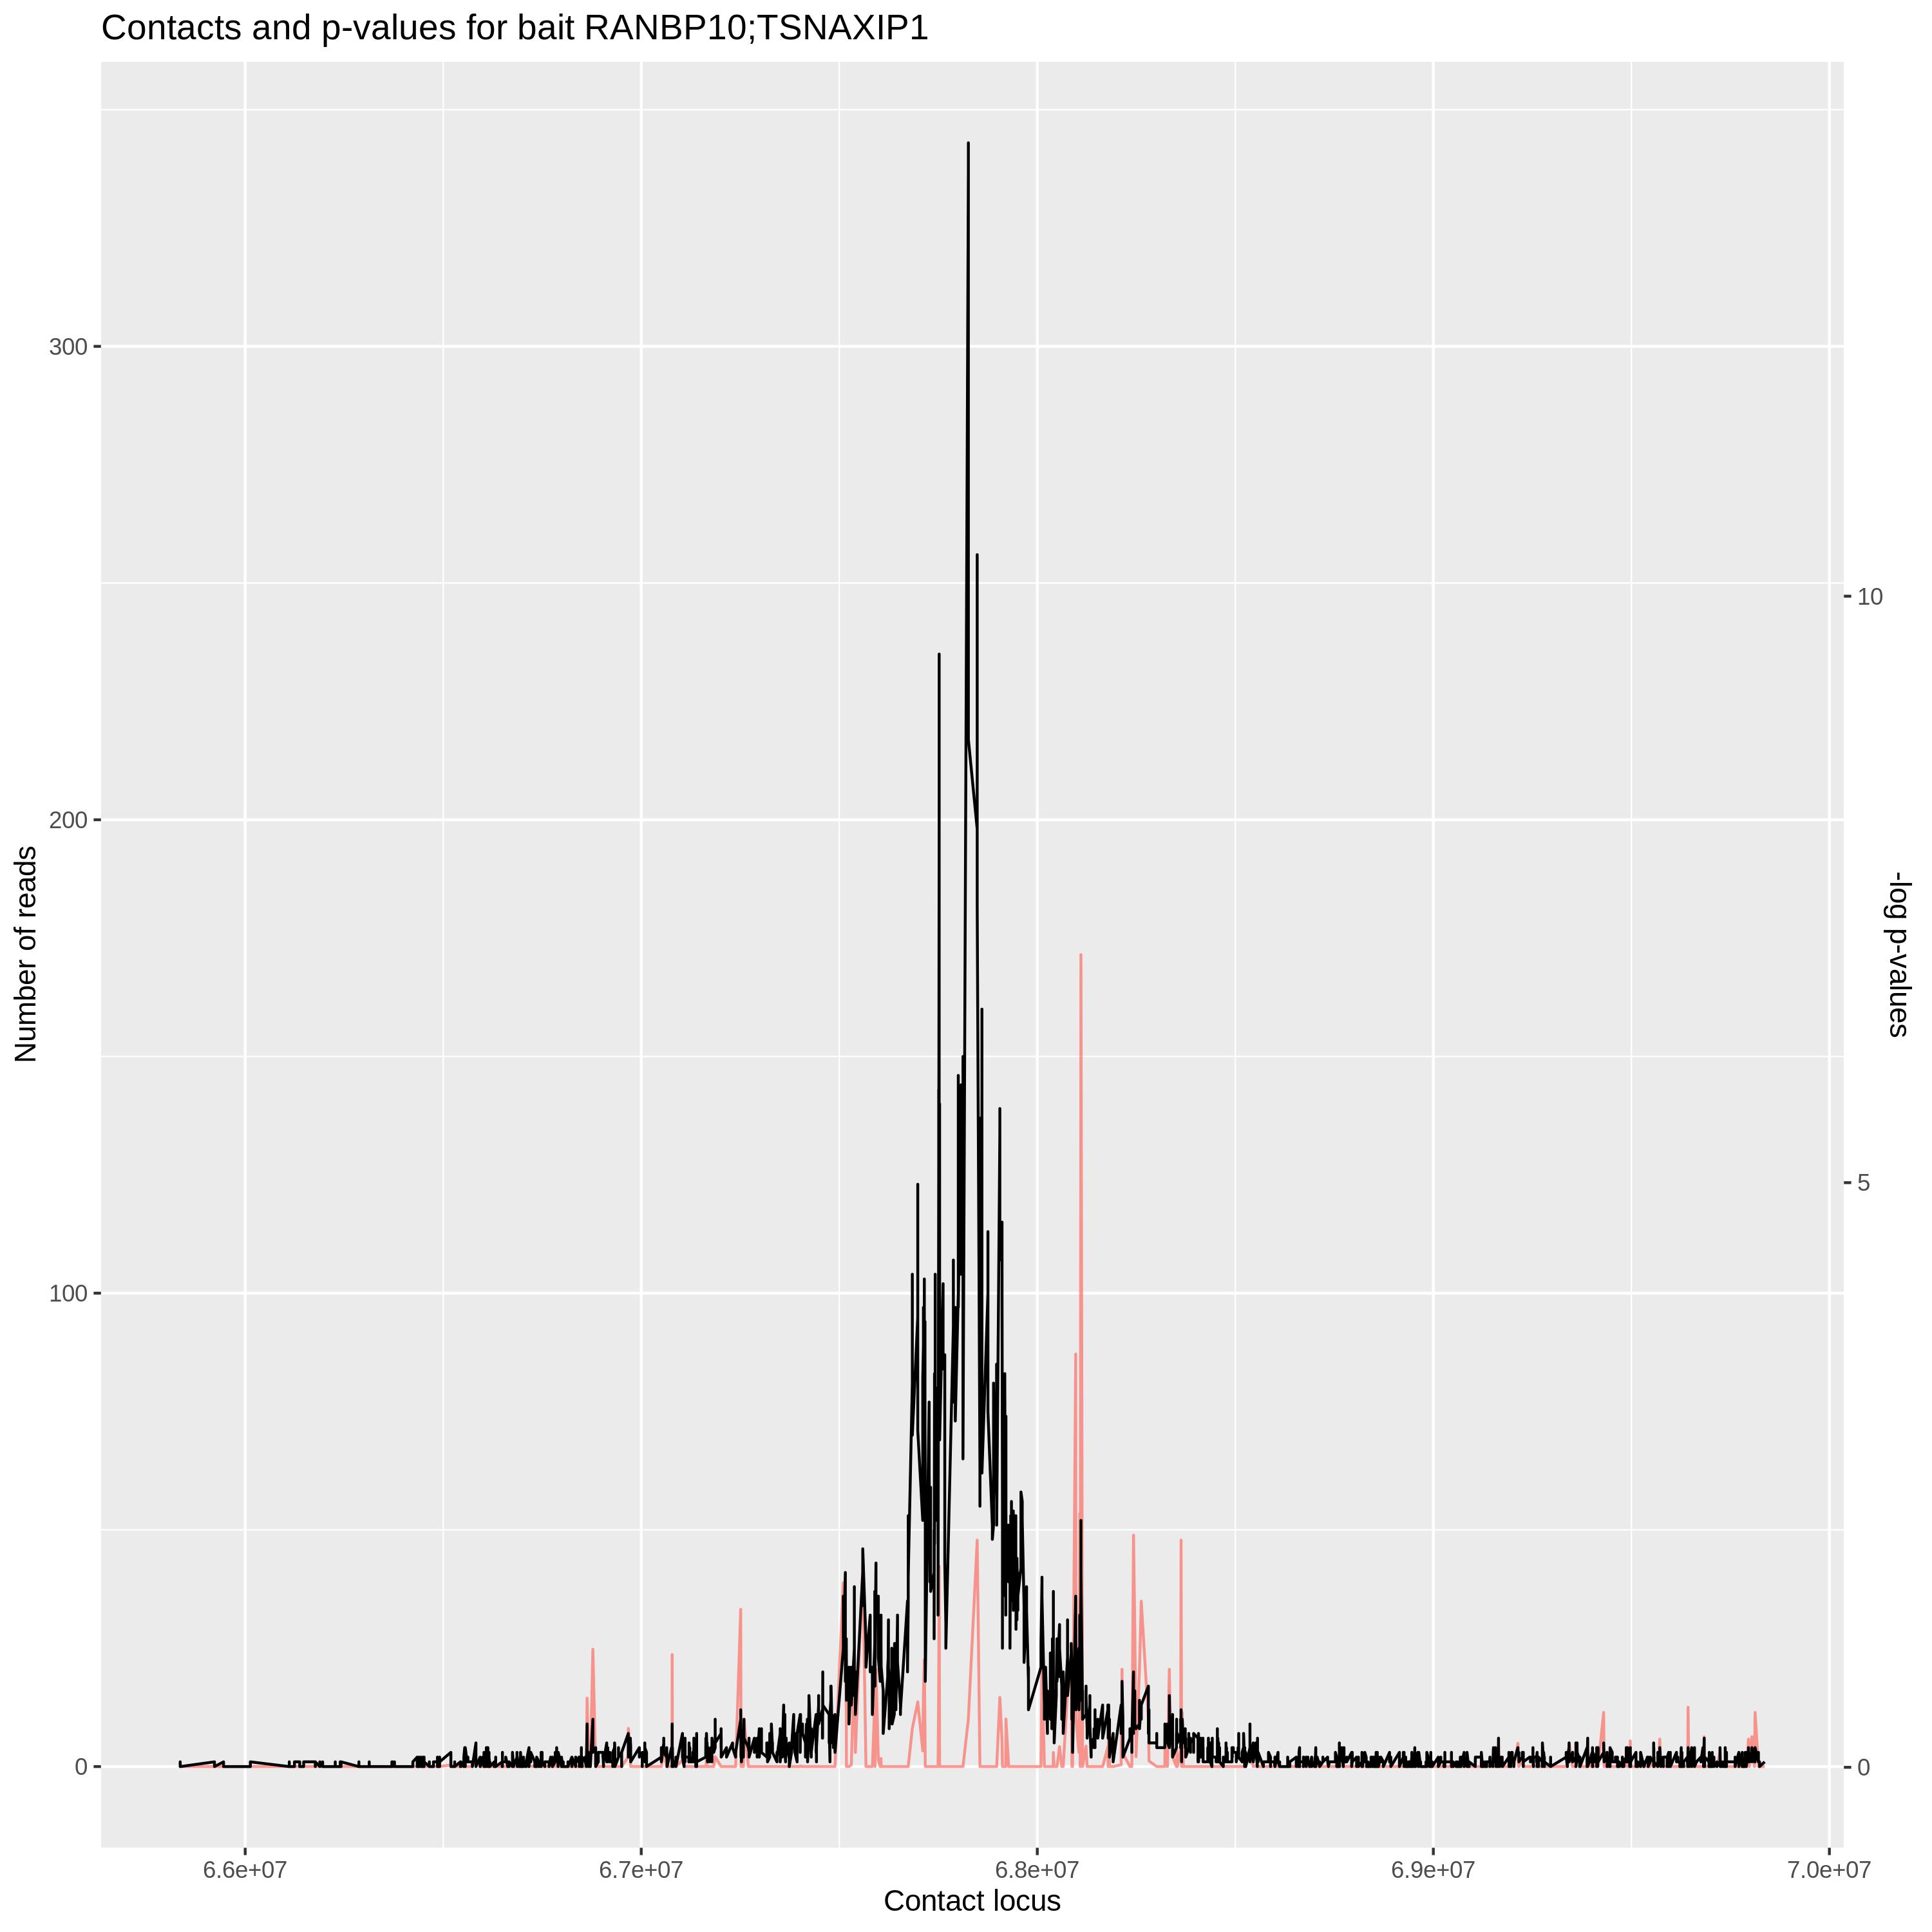 Contacts and p-values for bait RANBP10;TSNAXIP1
300
200
100
0
Number of reads
10
5
0
-log p-values
6.6e+07
6.7e+07
6.8e+07
6.9e+07
7.0e+07
Contact locus